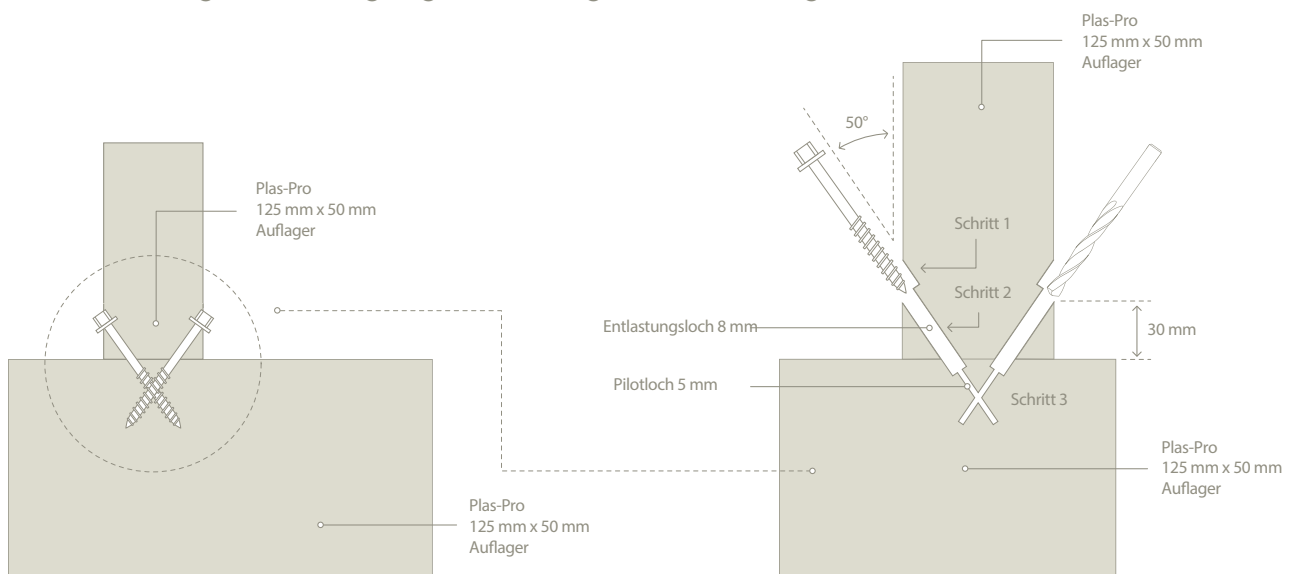 Plas-Pro
125 mm x 50 mm
Auflager
Plas-Pro
125 mm x 50 mm
Auflager
Plas-Pro
125 mm x 50 mm
Auflager
50°
Schritt 1
Schritt 2
Entlastungsloch 8 mm
30 mm
Pilotloch 5 mm
Schritt 3
Plas-Pro
125 mm x 50 mm
Auflager